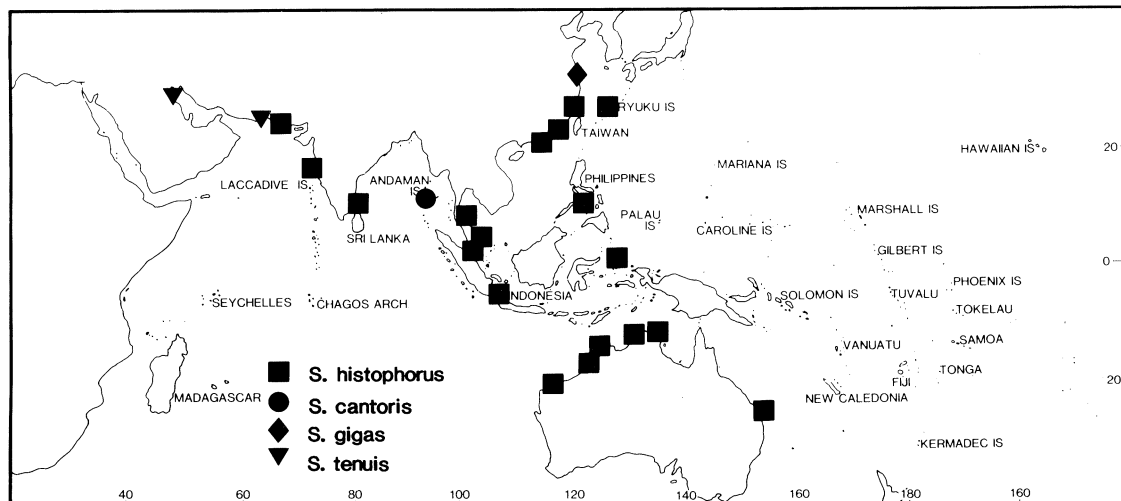 RYUKU IS
TAIWAN
HAWAIIAN IS
20
MARIANA IS
ANDAMAN
IS
PHILIPPINES
LACCADIVE IS.
PALAU
IS
MARSHALL IS
CAROLINE IS
SRI LANKA
GILBERT IS
0
PHOENIX IS
INDONESIA
SOLOMON IS
TUVALU
SEYCHELLES
CHAGOS ARCH
TOKELAU
VANUATU
SAMOA
TONGA
S. histophorus
FIJI
20
MADAGASCAR
NEW CALEDONIA
S. cantoris
S. gigas
KERMADEC IS
S. tenuis
40 60 80 100 120 140 160 180 160